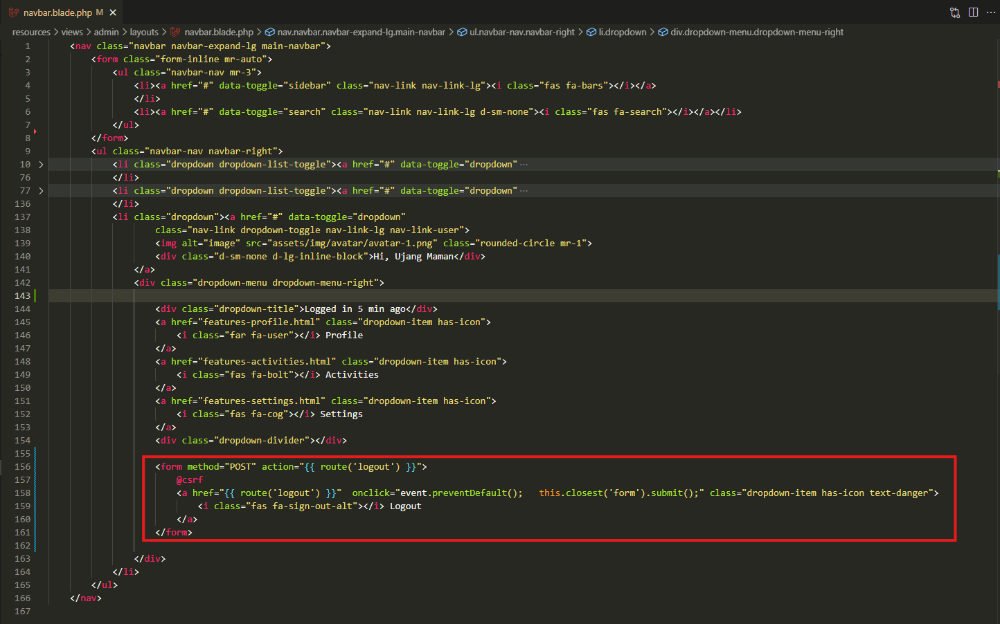 navbar.blade.php M ×
resources > views > admin > layouts > navbar.blade.php > nav.navbar.navbar-expand-lg.main-navbar > ul.navbar-nav.navbar-right > li.dropdown > div.dropdown-menu.dropdown-menu-right
1 <nav class="navbar navbar-expand-lg main-navbar">
2 <form class="form-inline mr-auto">
3 <ul class="navbar-nav mr-3">
4 <li><a href="#" data-toggle="sidebar" class="nav-link nav-link-lg"><i class="fas fa-bars"></i></a>
5 </li>
6 <li><a href="#" data-toggle="search" class="nav-link nav-link-lg d-sm-none"><i class="fas fa-search"></i></a></li>
7 </ul>
8 </form>
9 <ul class="navbar-nav navbar-right">
10 > <li class="dropdown dropdown-list-toggle"><a href="#" data-toggle="dropdown" ...
76 </li>
77 > <li class="dropdown dropdown-list-toggle"><a href="#" data-toggle="dropdown" ...
136 </li>
137 <li class="dropdown"><a href="#" data-toggle="dropdown"
138 class="nav-link dropdown-toggle nav-link-lg nav-link-user">
139 <img alt="image" src="assets/img/avatar/avatar-1.png" class="rounded-circle mr-1">
140 <div class="d-sm-none d-lg-inline-block">Hi, Ujang Maman</div>
141 </a>
142 <div class="dropdown-menu dropdown-menu-right">
143
144 <div class="dropdown-title">Logged in 5 min ago</div>
145 <a href="features-profile.html" class="dropdown-item has-icon">
146 <i class="far fa-user"></i> Profile
147 </a>
148 <a href="features-activities.html" class="dropdown-item has-icon">
149 <i class="fas fa-bolt"></i> Activities
150 </a>
151 <a href="features-settings.html" class="dropdown-item has-icon">
152 <i class="fas fa-cog"></i> Settings
153 </a>
154 <div class="dropdown-divider"></div>
155
156 <form method="POST" action="{{ route('logout') }}">
157 @csrf
158 <a href="{{ route('logout') }}"  onclick="event.preventDefault();   this.closest('form').submit();" class="dropdown-item has-icon text-danger">
159 <i class="fas fa-sign-out-alt"></i> Logout
160 </a>
161 </form>
162
163 </div>
164 </li>
165 </ul>
166 </nav>
167